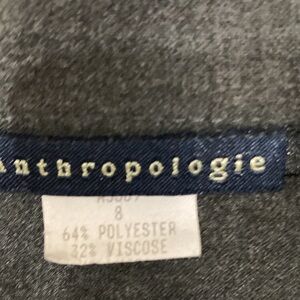 Anthropologie
8
64% POLYESTER
32% VISCOSE